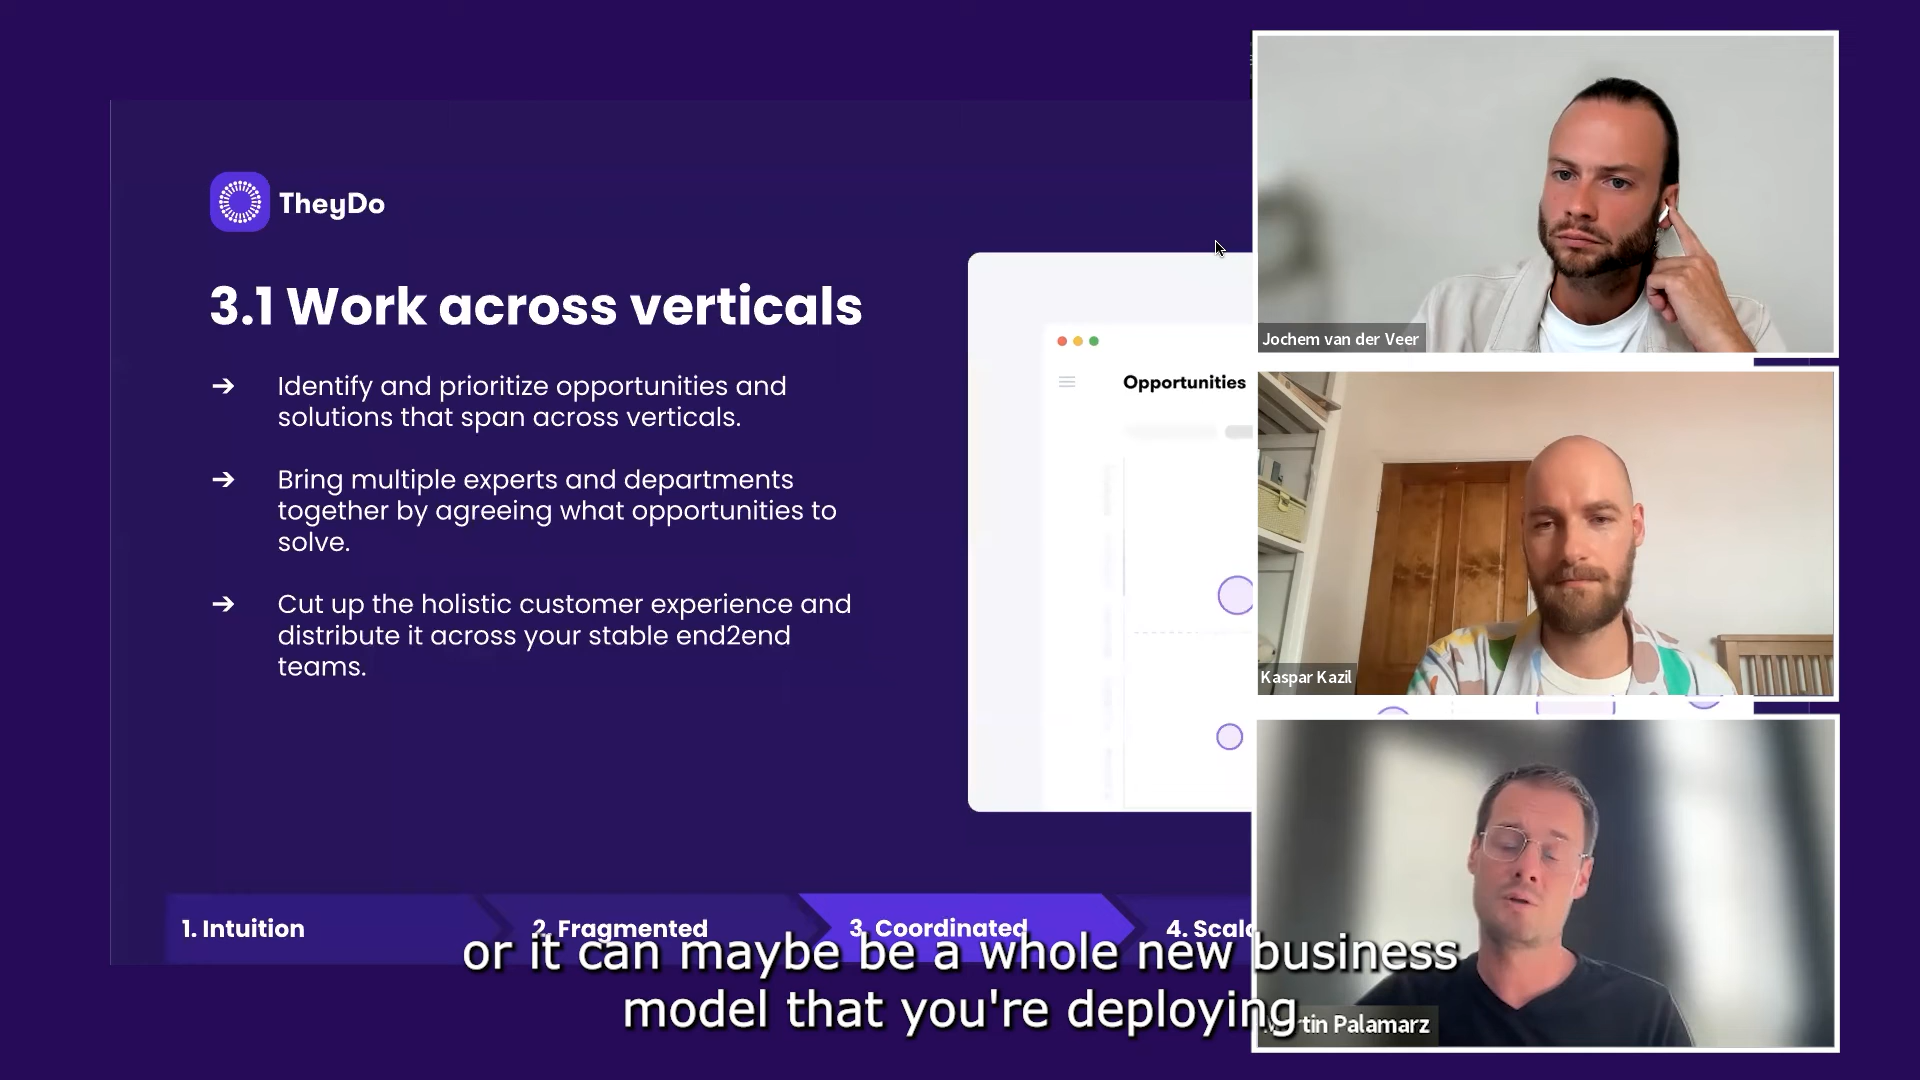 TheyDo
3.1 Work across verticals
➔ Identify and prioritize opportunities and
solutions that span across verticals.
➔ Bring multiple experts and departments
together by agreeing what opportunities to
solve.
➔ Cut up the holistic customer experience and
distribute it across your stable end2end
teams.
Opportunities
1. Intuition
2. Fragmented
3. Coordinated
4.
or it can maybe be a whole new business
model that you're deploying
Jochem van der Veer
Kaspar Kazil
Palamarz